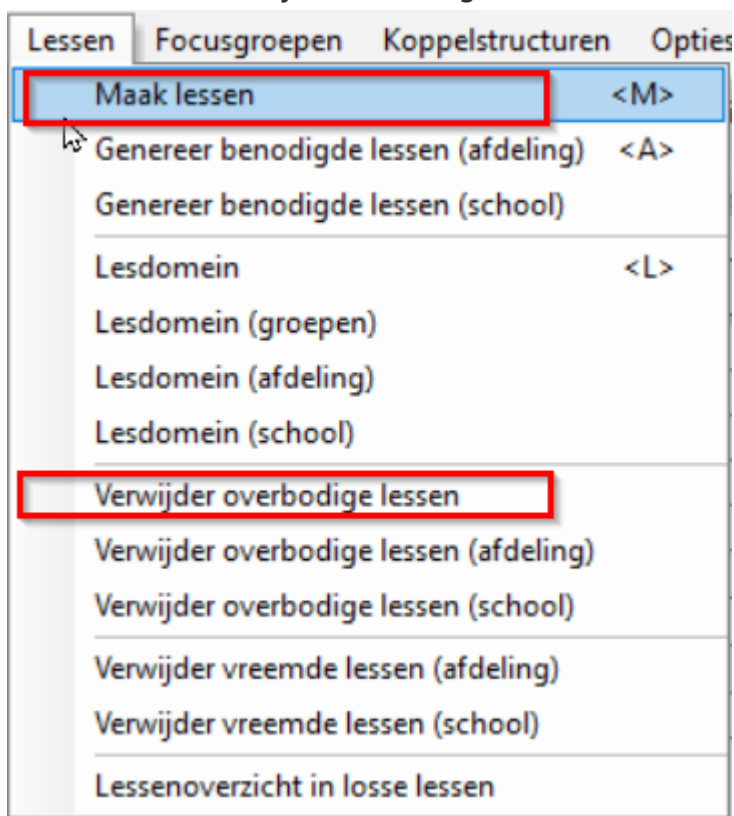 Lessen Focusgroepen Koppelstructuren Opties
Maak lessen <M>
Genereer benodigde lessen (afdeling) <A>
Genereer benodigde lessen (school)
Lesdomein <L>
Lesdomein (groepen)
Lesdomein (afdeling)
Lesdomein (school)
Verwijder overbodige lessen
Verwijder overbodige lessen (afdeling)
Verwijder overbodige lessen (school)
Verwijder vreemde lessen (afdeling)
Verwijder vreemde lessen (school)
Lessenoverzicht in losse lessen